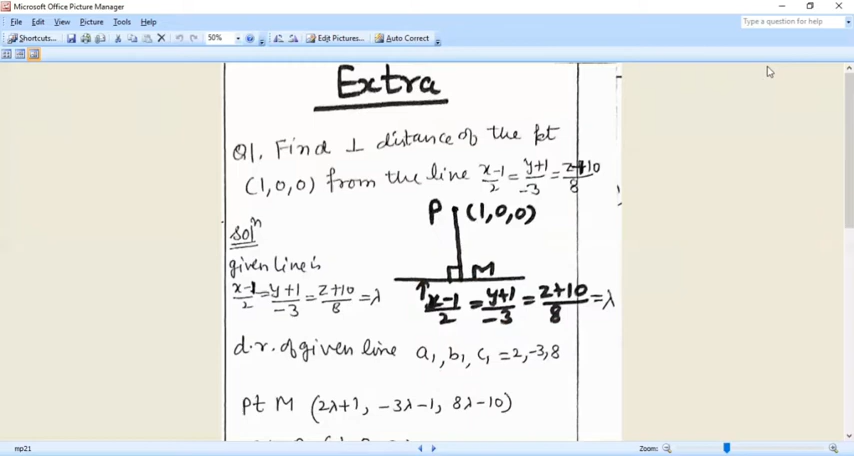 Microsoft Office Picture Manager
File Edit View Picture Tools Help
Type a question for help
Shortcuts...
50%
Edit Pictures...
Auto Correct
Extra
Q1. Find ⊥ distance of the pt
(1,0,0) from the line x-1/2 = y+1/-3 = z+10/8
P (1,0,0)
Solⁿ
given line is
M
x-1/2 = y+1/-3 = z+10/8 = λ
x-1/2 = y+1/-3 = z+10/8 = λ
d.r. of given line a₁, b₁, c₁ = 2, -3, 8
pt M (2λ+1, -3λ-1, 8λ-10)
mp21
Zoom: